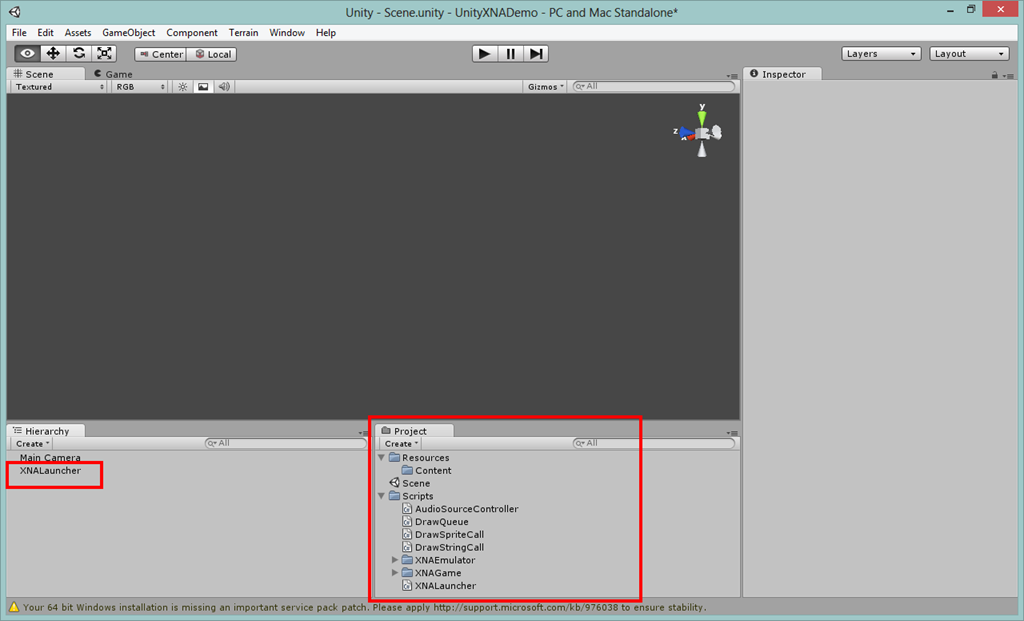 Unity - Scene.unity - UnityXNADemo - PC and Mac Standalone*
File Edit Assets GameObject Component Terrain Window Help
Center Local Layers Layout
Scene Game Inspector
Textured RGB Gizmos All
y
z
x
Hierarchy
Create All
Main Camera
XNALauncher
Project
Create All
Resources
Content
Scene
Scripts
AudioSourceController
DrawQueue
DrawSpriteCall
DrawStringCall
XNAEmulator
XNAGame
XNALauncher
Your 64 bit Windows installation is missing an important service pack patch. Please apply http://support.microsoft.com/kb/976038 to ensure stability.